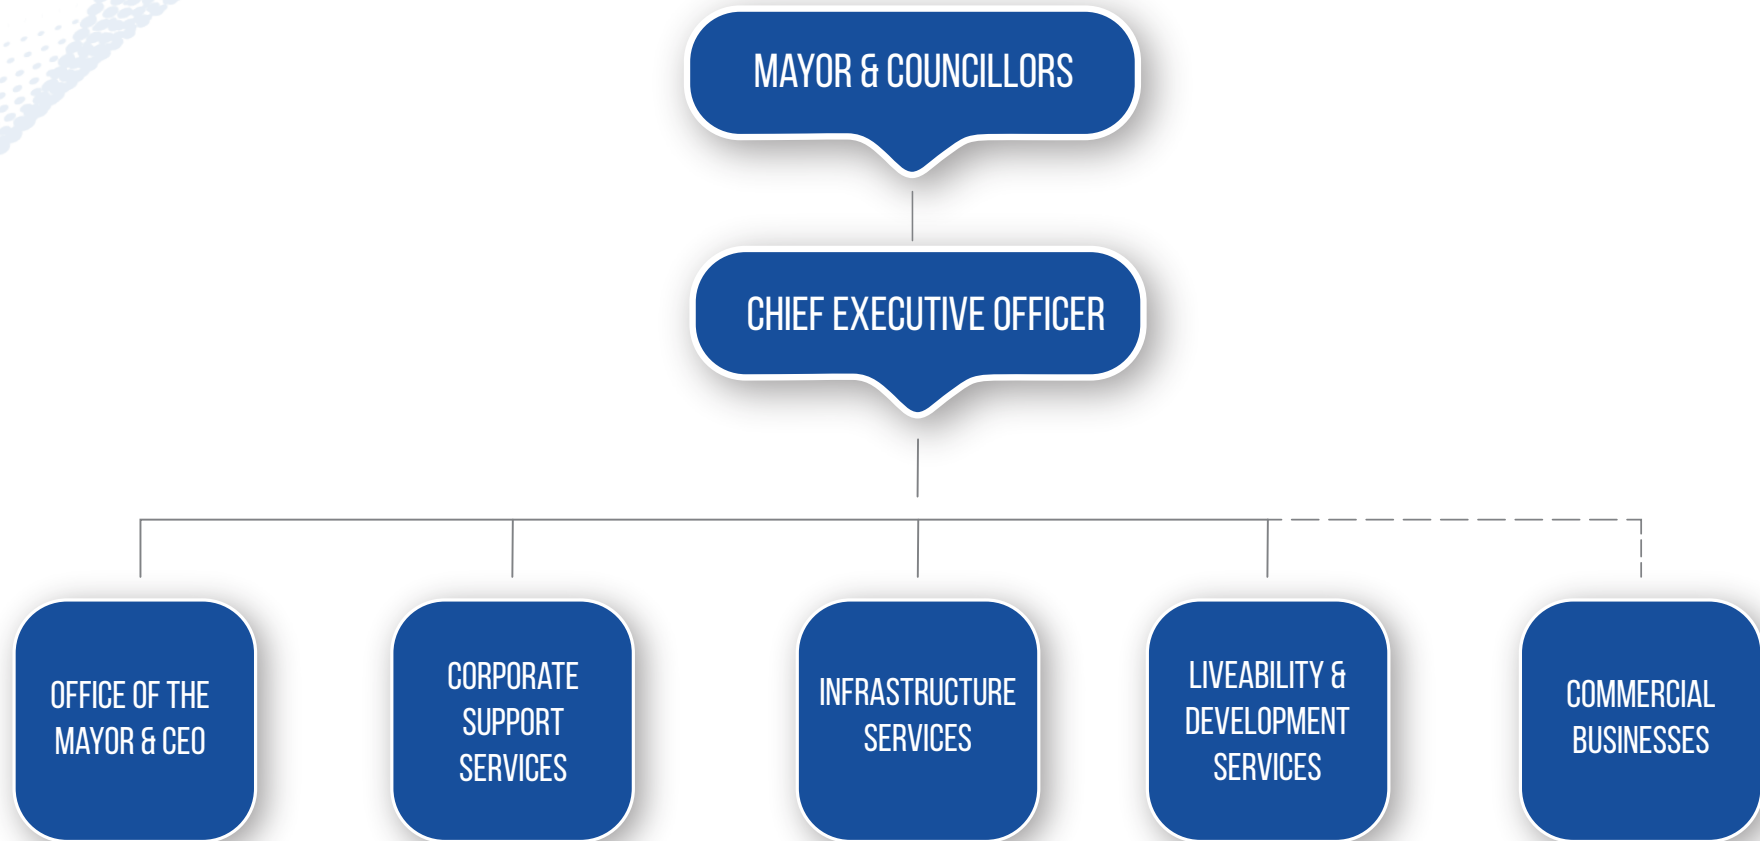 MAYOR & COUNCILLORS
CHIEF EXECUTIVE OFFICER
OFFICE OF THE
MAYOR & CEO
CORPORATE
SUPPORT
SERVICES
INFRASTRUCTURE
SERVICES
LIVEABILITY &
DEVELOPMENT
SERVICES
COMMERCIAL
BUSINESSES